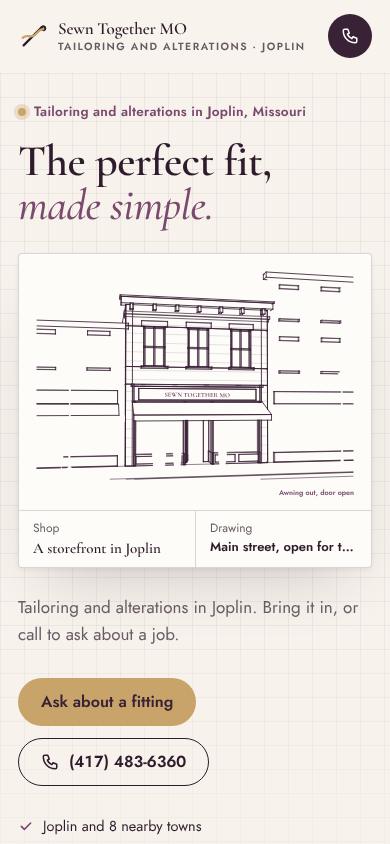 Sewn Together MO
TAILORING AND ALTERATIONS · JOPLIN
Tailoring and alterations in Joplin, Missouri
The perfect fit,
made simple.
SEWN TOGETHER MO
Awning out, door open
Shop
A storefront in Joplin
Drawing
Main street, open for t...
Tailoring and alterations in Joplin. Bring it in, or
call to ask about a job.
Ask about a fitting
(417) 483-6360
Joplin and 8 nearby towns